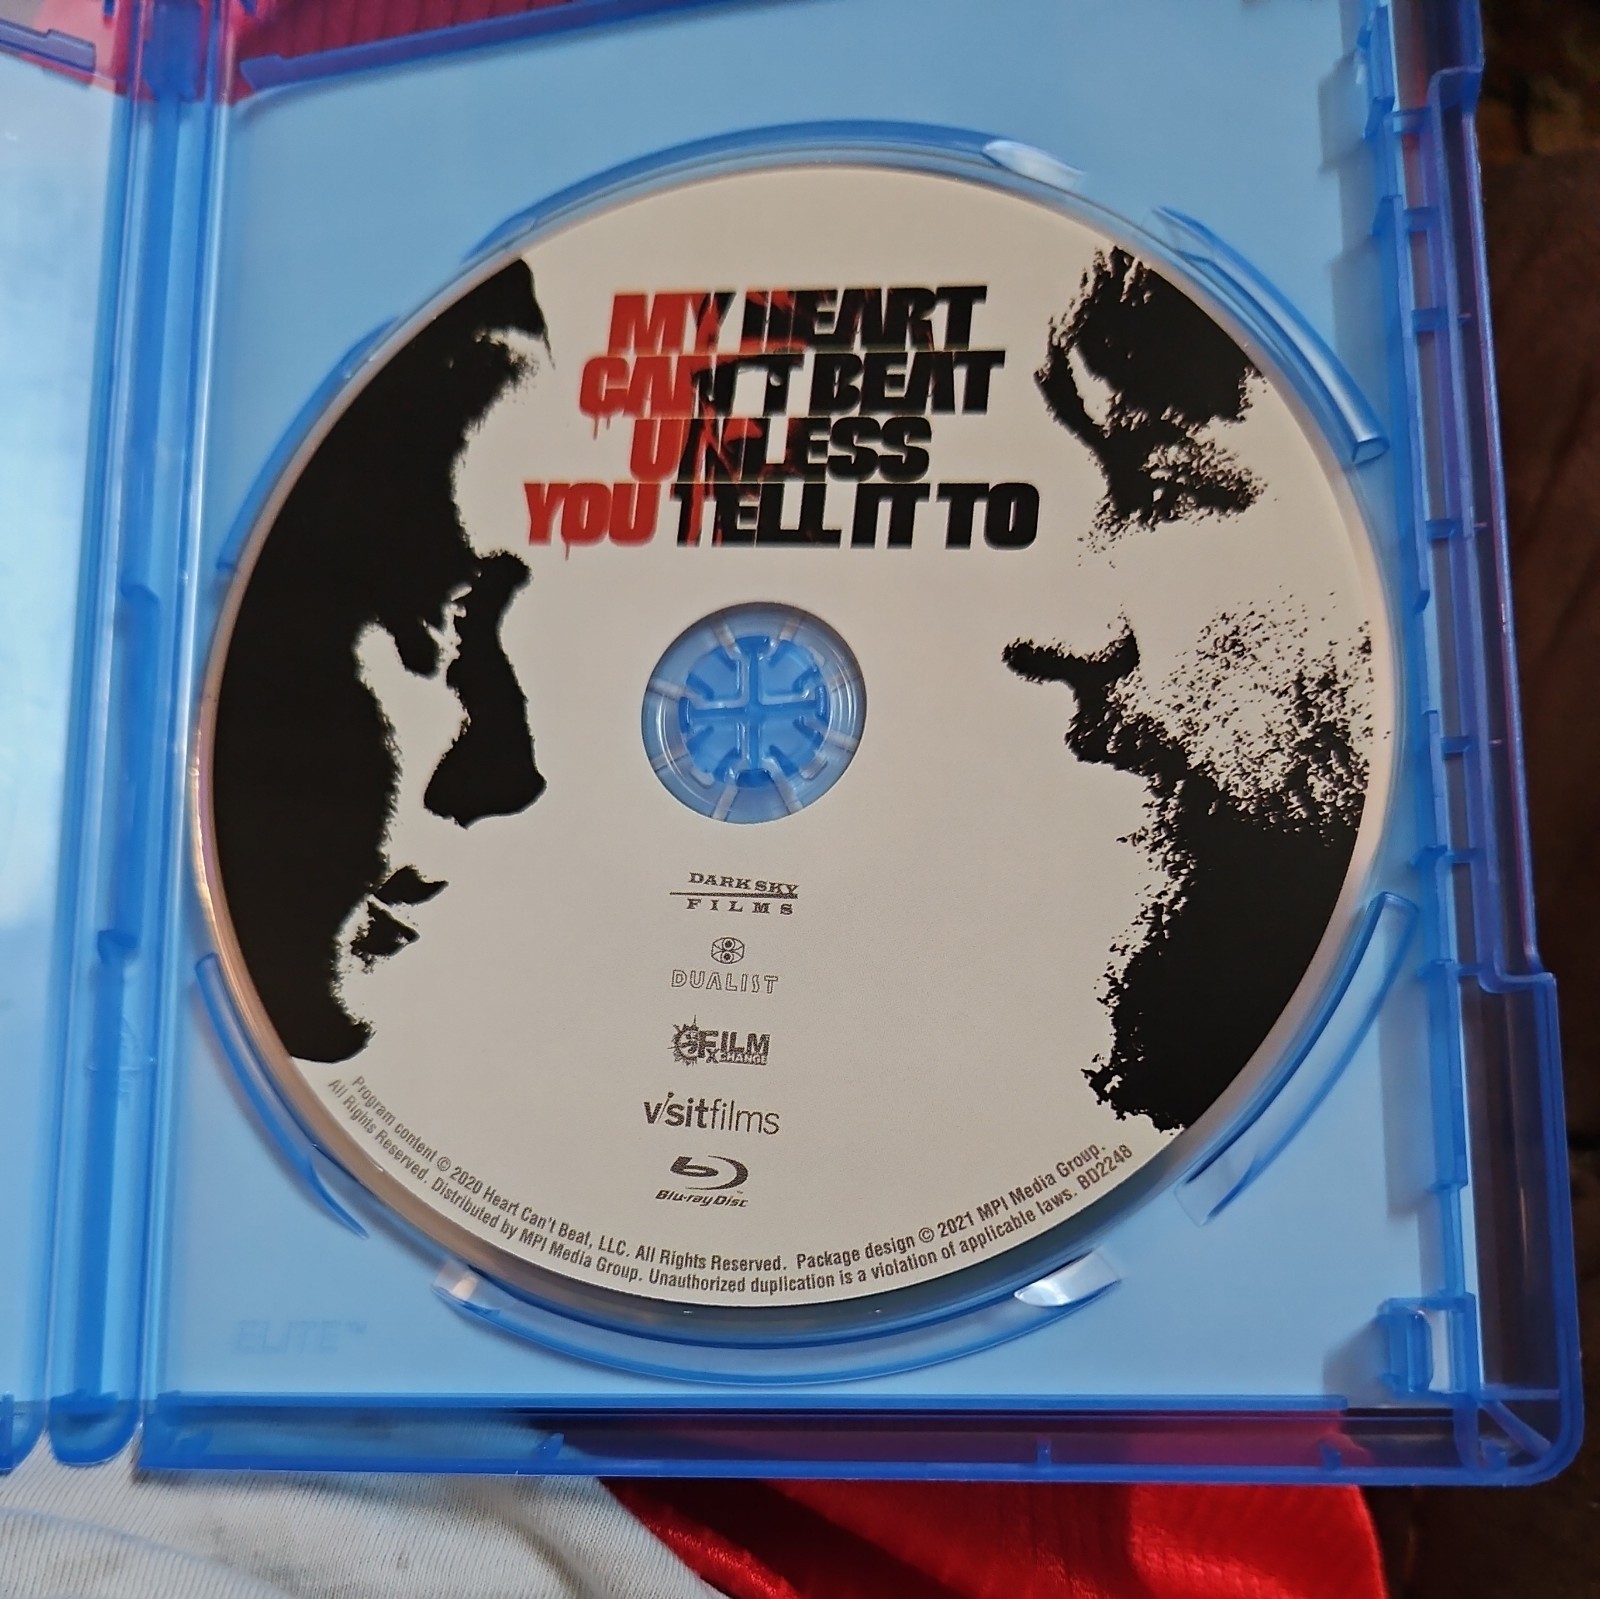 MY HEART
CAN'T BEAT
UNLESS
YOU TELL IT TO
DARK SKY
FILMS
DUALIST
FILM
XCHANGE
visitfilms
Blu-ray Disc™
Program content © 2020 Heart Can't Beat, LLC. All Rights Reserved. Package design © 2021 MPI Media Group.
All Rights Reserved. Distributed by MPI Media Group. Unauthorized duplication is a violation of applicable laws. BD2248
ELITE™